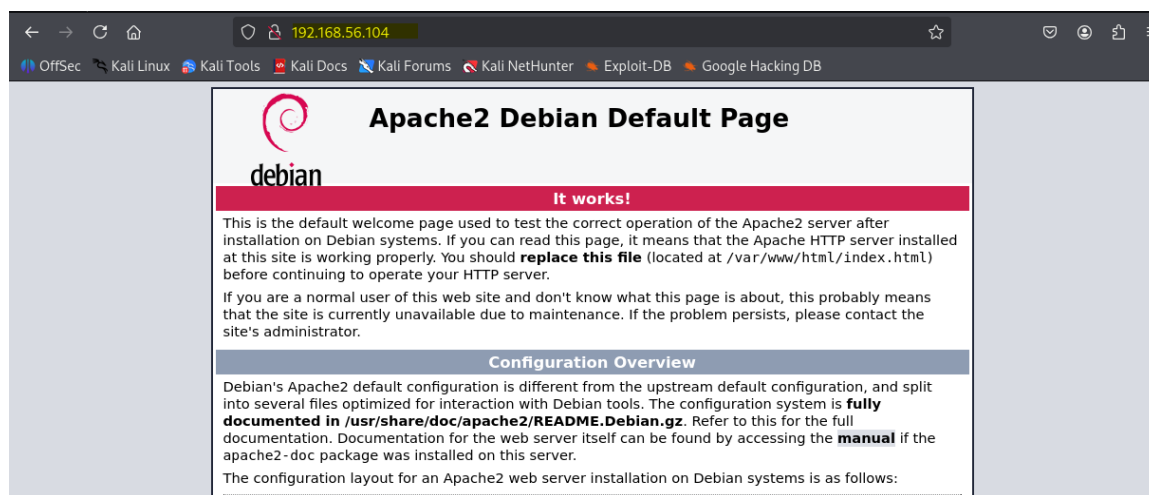 192.168.56.104
OffSec Kali Linux Kali Tools Kali Docs Kali Forums Kali NetHunter Exploit-DB Google Hacking DB
Apache2 Debian Default Page
debian
It works!
This is the default welcome page used to test the correct operation of the Apache2 server after
installation on Debian systems. If you can read this page, it means that the Apache HTTP server installed
at this site is working properly. You should replace this file (located at /var/www/html/index.html)
before continuing to operate your HTTP server.
If you are a normal user of this web site and don't know what this page is about, this probably means
that the site is currently unavailable due to maintenance. If the problem persists, please contact the
site's administrator.
Configuration Overview
Debian's Apache2 default configuration is different from the upstream default configuration, and split
into several files optimized for interaction with Debian tools. The configuration system is fully
documented in /usr/share/doc/apache2/README.Debian.gz. Refer to this for the full
documentation. Documentation for the web server itself can be found by accessing the manual if the
apache2-doc package was installed on this server.
The configuration layout for an Apache2 web server installation on Debian systems is as follows: